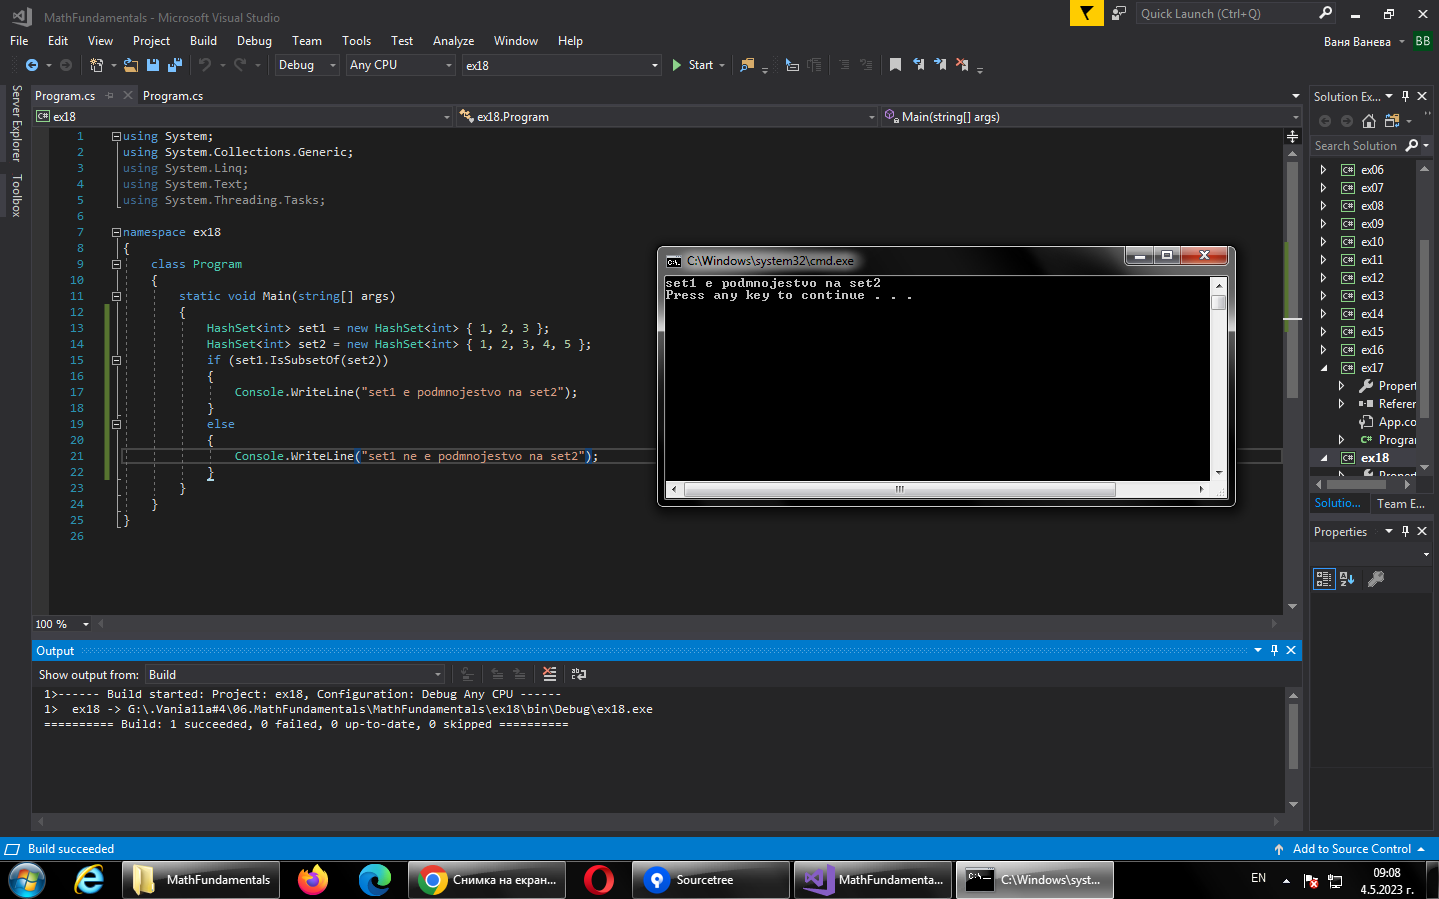 MathFundamentals - Microsoft Visual Studio
Quick Launch (Ctrl+Q)
File Edit View Project Build Debug Team Tools Test Analyze Window Help
Ваня Ванева BB
Debug Any CPU ex18 Start
Server Explorer
Toolbox
Program.cs Program.cs
C# ex18 ex18.Program Main(string[] args)
1 using System;
2 using System.Collections.Generic;
3 using System.Linq;
4 using System.Text;
5 using System.Threading.Tasks;
6
7 namespace ex18
8 {
9 class Program
10 {
11 static void Main(string[] args)
12 {
13 HashSet<int> set1 = new HashSet<int> { 1, 2, 3 };
14 HashSet<int> set2 = new HashSet<int> { 1, 2, 3, 4, 5 };
15 if (set1.IsSubsetOf(set2))
16 {
17 Console.WriteLine("set1 e podmnojestvo na set2");
18 }
19 else
20 {
21 Console.WriteLine("set1 ne e podmnojestvo na set2");
22 }
23 }
24 }
25 }
26
100 %
C:\Windows\system32\cmd.exe
set1 e podmnojestvo na set2
Press any key to continue . . .
Solution Ex...
Search Solution
C# ex06
C# ex07
C# ex08
C# ex09
C# ex10
C# ex11
C# ex12
C# ex13
C# ex14
C# ex15
C# ex16
C# ex17
Propert
Referer
App.co
C# Progra
C# ex18
Propert
Solutio... Team E...
Properties
Output
Show output from: Build
1>------ Build started: Project: ex18, Configuration: Debug Any CPU ------
1>  ex18 -> G:\.Vania11a#4\06.MathFundamentals\MathFundamentals\ex18\bin\Debug\ex18.exe
========== Build: 1 succeeded, 0 failed, 0 up-to-date, 0 skipped ==========
Build succeeded
Add to Source Control
MathFundamentals
Снимка на екран...
Sourcetree
MathFundamenta...
C:\Windows\syst...
EN
09:08
4.5.2023 г.